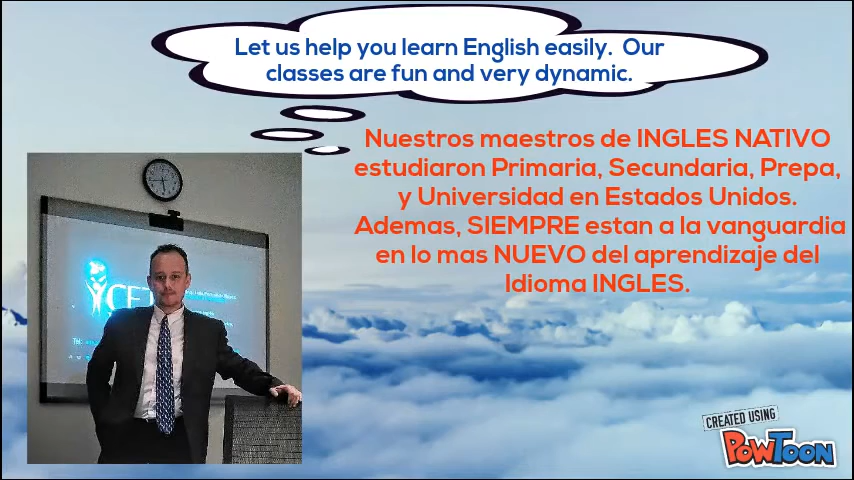 Let us help you learn English easily.  Our
classes are fun and very dynamic.
Nuestros maestros de INGLES NATIVO
estudiaron Primaria, Secundaria, Prepa,
y Universidad en Estados Unidos.
Ademas, SIEMPRE estan a la vanguardia
en lo mas NUEVO del aprendizaje del
Idioma INGLES.
CREATED USING
POWTOON